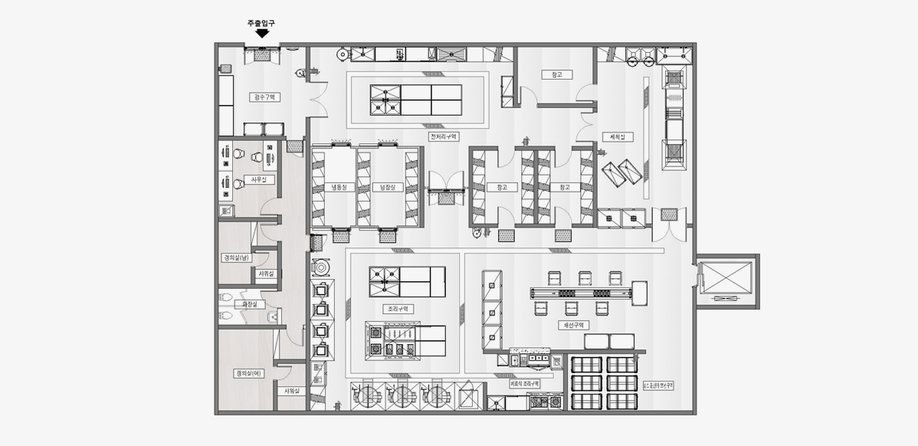 주출입구
검수구역
창고
전처리구역
세척실
사무실
냉동실
냉장실
창고
창고
경의실(남)
샤워실
화장실
조리구역
배선구역
경의실(여)
샤워실